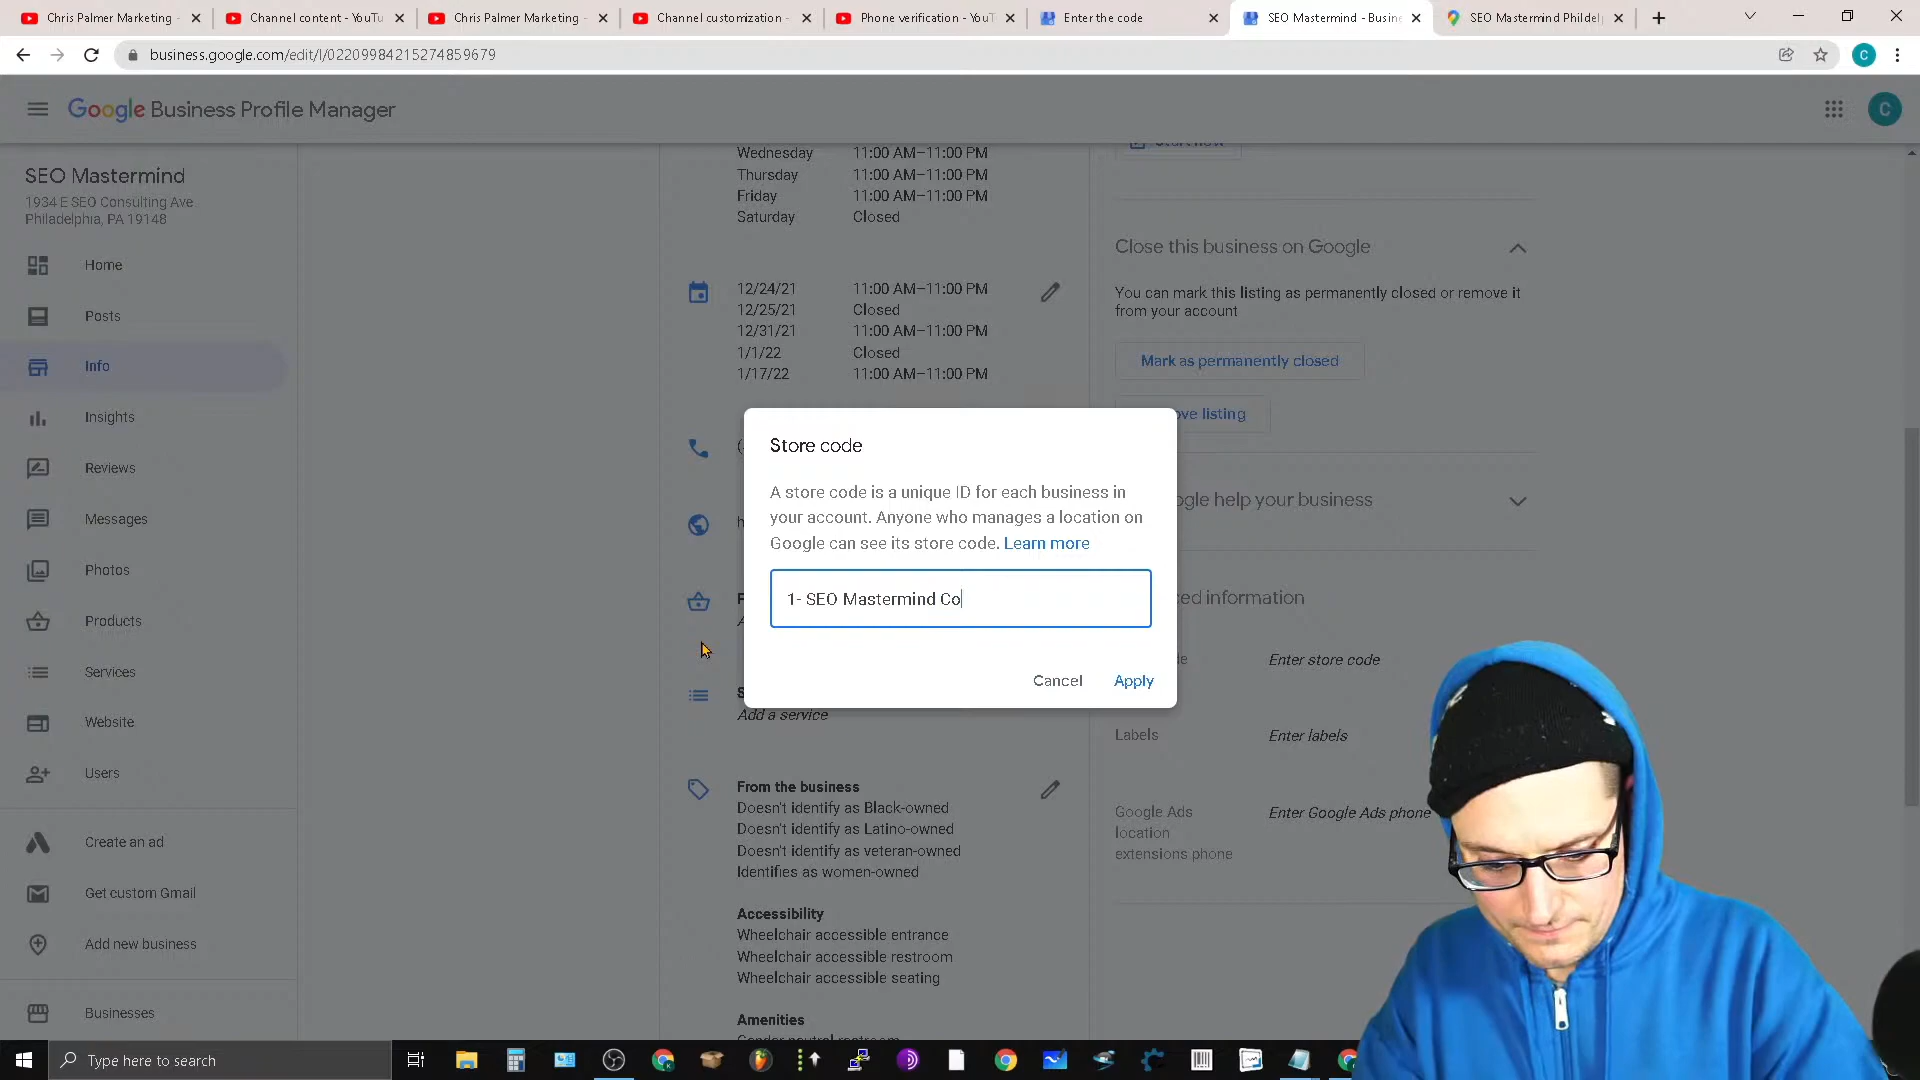 Chris Palmer Marketing -
Channel content - YouTu
Chris Palmer Marketing -
Channel customization -
Phone verification - YouT
Enter the code
SEO Mastermind - Busine
SEO Mastermind Phildel
business.google.com/edit/l/02209984215274859679
C
Google Business Profile Manager
C
SEO Mastermind
1934 E SEO Consulting Ave
Philadelphia, PA 19148
Home
Posts
Info
Insights
Reviews
Messages
Photos
Products
Services
Website
Users
Create an ad
Get custom Gmail
Add new business
Businesses
Wednesday 11:00 AM–11:00 PM
Thursday 11:00 AM–11:00 PM
Friday 11:00 AM–11:00 PM
Saturday Closed
12/24/21 11:00 AM–11:00 PM
12/25/21 Closed
12/31/21 11:00 AM–11:00 PM
1/1/22 Closed
1/17/22 11:00 AM–11:00 PM
Store code
A store code is a unique ID for each business in
your account. Anyone who manages a location on
Google can see its store code. Learn more
1- SEO Mastermind Co
Cancel Apply
Add a service
From the business
Doesn't identify as Black-owned
Doesn't identify as Latino-owned
Doesn't identify as veteran-owned
Identifies as women-owned
Accessibility
Wheelchair accessible entrance
Wheelchair accessible restroom
Wheelchair accessible seating
Amenities
Start now
Close this business on Google
You can mark this listing as permanently closed or remove it
from your account
Mark as permanently closed
ove listing
ogle help your business
ced information
de Enter store code
Labels Enter labels
Google Ads Enter Google Ads phone
location
extensions phone
Type here to search